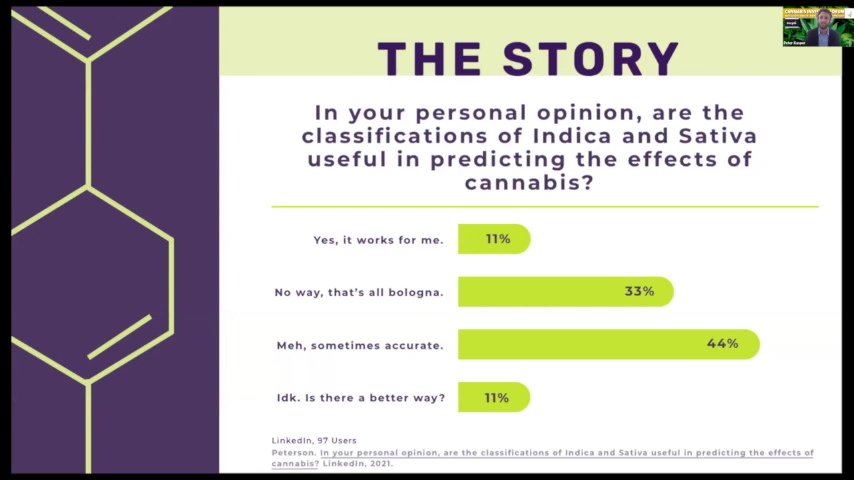 THE STORY
In your personal opinion, are the
classifications of Indica and Sativa
useful in predicting the effects of
cannabis?
Yes, it works for me.
11%
No way, that's all bologna.
33%
Meh, sometimes accurate.
44%
Idk. Is there a better way?
11%
LinkedIn, 97 Users
Peterson. In your personal opinion, are the classifications of Indica and Sativa useful in predicting the effects of
cannabis? LinkedIn, 2021.